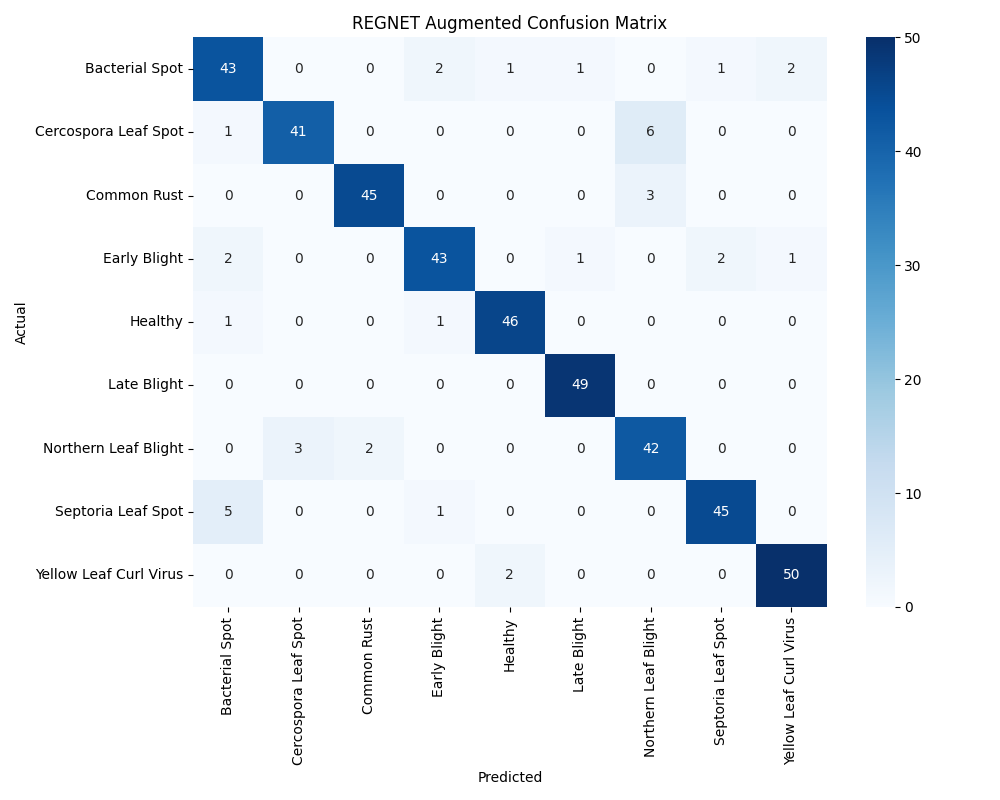 REGNET Augmented Confusion Matrix
Bacterial Spot 43 0 0 2 1 1 0 1 2
Cercospora Leaf Spot 1 41 0 0 0 0 6 0 0
Common Rust 0 0 45 0 0 0 3 0 0
Early Blight 2 0 0 43 0 1 0 2 1
Healthy 1 0 0 1 46 0 0 0 0
Late Blight 0 0 0 0 0 49 0 0 0
Northern Leaf Blight 0 3 2 0 0 0 42 0 0
Septoria Leaf Spot 5 0 0 1 0 0 0 45 0
Yellow Leaf Curl Virus 0 0 0 0 2 0 0 0 50
Actual
Bacterial Spot
Cercospora Leaf Spot
Common Rust
Early Blight
Healthy
Late Blight
Northern Leaf Blight
Septoria Leaf Spot
Yellow Leaf Curl Virus
Predicted
50
40
30
20
10
0